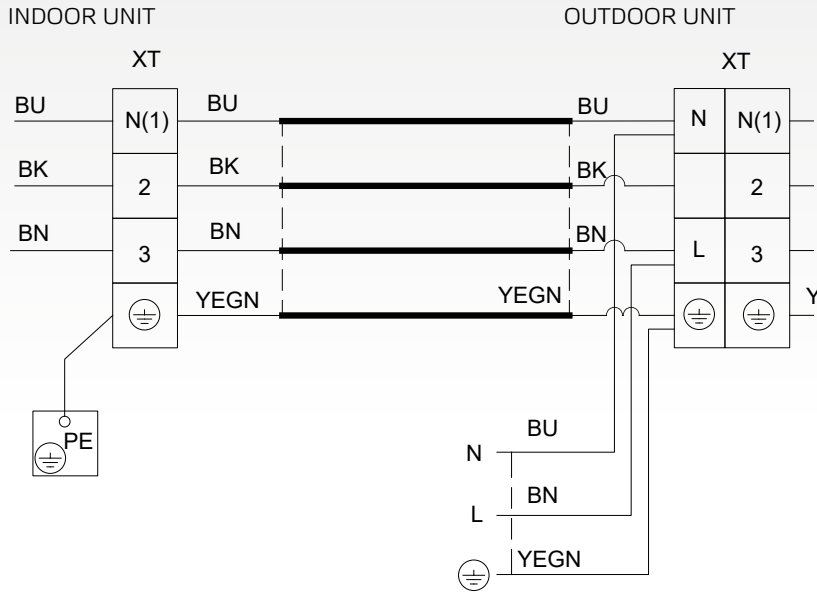 INDOOR UNIT
OUTDOOR UNIT
XT
XT
BU
N(1)
BU
BU
N
N(1)
BK
2
BK
BK
2
BN
3
BN
BN
L
3
YEGN
YEGN
Y
PE
N
BU
L
BN
YEGN